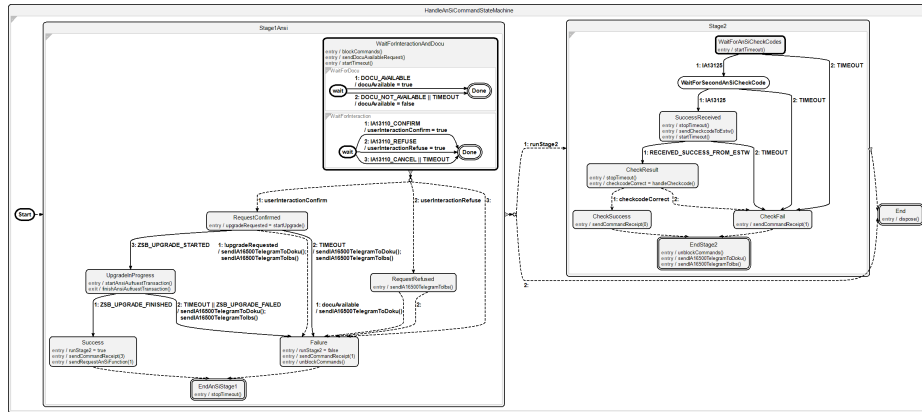 HandleAnSiCommandStateMachine
Stage1Ansi
WaitForInteractionAndDocu
entry / blockCommands()
entry / sendDocuAvailableRequest()
entry / startTimeout()
WaitForDocu
wait
1: DOCU_AVAILABLE
/ docuAvailable = true
2: DOCU_NOT_AVAILABLE || TIMEOUT
/ docuAvailable = false
Done
WaitForInteraction
wait
1: IA13110_CONFIRM
/ userInteractionConfirm = true
2: IA13110_REFUSE
/ userInteractionRefuse = true
3: IA13110_CANCEL || TIMEOUT
Done
1: userInteractionConfirm
2: userInteractionRefuse
3:
Start
RequestConfirmed
entry / upgradeRequested = startUpgrade()
3: ZSB_UPGRADE_STARTED
1: !upgradeRequested
/ sendIA16500TelegramToDoku();
sendIA16500TelegramToIbs()
2: TIMEOUT
/ sendIA16500TelegramToDoku();
sendIA16500TelegramToIbs()
UpgradeInProgress
entry / startAnsiAufruestTransaction()
exit / finishAnsiAufruestTransaction()
RequestRefused
entry / sendIA16500TelegramToIbs()
1: ZSB_UPGRADE_FINISHED
2: TIMEOUT || ZSB_UPGRADE_FAILED
/ sendIA16500TelegramToDoku();
sendIA16500TelegramToIbs()
1: docuAvailable
/ sendIA16500TelegramToDoku()
2:
Success
entry / runStage2 = true
entry / sendCommandReceipt(3)
entry / sendRequestAnSiFunction(1)
Failure
entry / runStage2 = false
entry / sendCommandReceipt(1)
entry / unblockCommands()
EndAnSiStage1
entry / stopTimeout()
1: runStage2
2:
Stage2
WaitForAnSiCheckCodes
entry / startTimeout()
1: IA13125
2: TIMEOUT
WaitForSecondAnSiCheckCode
1: IA13125
2: TIMEOUT
SuccessReceived
entry / stopTimeout()
entry / sendCheckcodeToEstw()
entry / startTimeout()
1: RECEIVED_SUCCESS_FROM_ESTW
2: TIMEOUT
CheckResult
entry / stopTimeout()
entry / checkcodeCorrect = handleCheckcode()
1: checkcodeCorrect
2:
CheckSuccess
entry / sendCommandReceipt(0)
CheckFail
entry / sendCommandReceipt(1)
EndStage2
entry / unblockCommands()
entry / sendIA16500TelegramToDoku()
entry / sendIA16500TelegramToIbs()
End
entry / dispose()